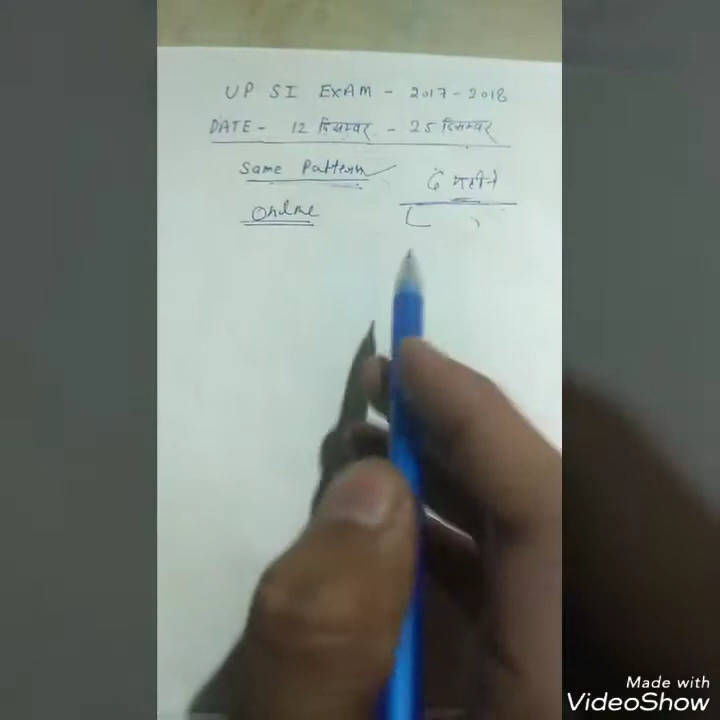 UP SI EXAM - 2017-2018
DATE- 12 दिसम्बर - 25 दिसम्बर
Same Pattern
6 महीने
Online
Made with
VideoShow